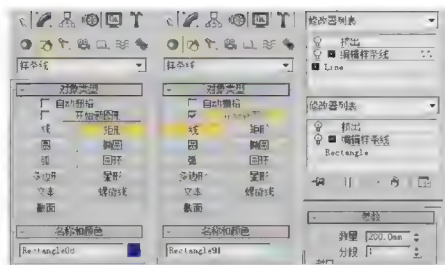 样条线
对象类型
自动栅格
开始新图形
线 矩形
圆 椭圆
弧 圆环
多边形 星形
文本 螺旋线
截面
名称和颜色
Rectangle0
样条线
对象类型
自动栅格
线 矩形
圆 椭圆
弧 圆环
多边形 星形
文本 螺旋线
截面
名称和颜色
Rectangle9
修改器列表
挤出
编辑样条线
Line
修改器列表
挤出
编辑样条线
Rectangle
参数
数量 200.0mm
分段 1